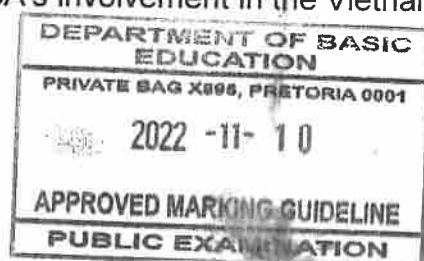 A's involvement in the Vietnam
DEPARTMENT OF BASIC
EDUCATION
PRIVATE BAG X895, PRETORIA 0001
2022 -11- 10
APPROVED MARKING GUIDELINE
PUBLIC EXAMINATION